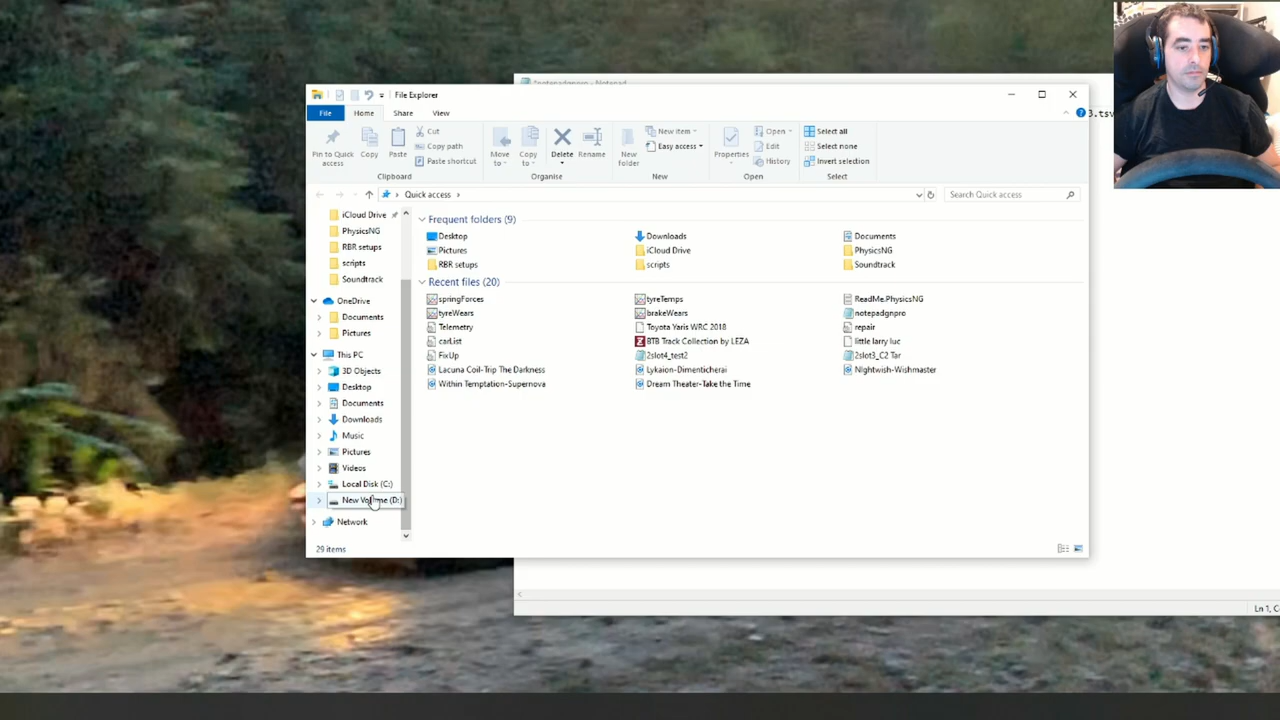 *notepadgnpro - Notepad
File Explorer
File
Home
Share
View
3.tsv
Pin to Quick access
Copy
Paste
Cut
Copy path
Paste shortcut
Clipboard
Move to
Copy to
Delete
Rename
Organise
New folder
New item
Easy access
New
Properties
Open
Edit
History
Open
Select all
Select none
Invert selection
Select
Quick access
Search Quick access
iCloud Drive
PhysicsNG
RBR setups
scripts
Soundtrack
OneDrive
Documents
Pictures
This PC
3D Objects
Desktop
Documents
Downloads
Music
Pictures
Videos
Local Disk (C:)
New Volume (D:)
Network
Frequent folders (9)
Desktop
Downloads
Documents
Pictures
iCloud Drive
PhysicsNG
RBR setups
scripts
Soundtrack
Recent files (20)
springForces
tyreTemps
ReadMe.PhysicsNG
tyreWears
brakeWears
notepadgnpro
Telemetry
Toyota Yaris WRC 2018
repair
carList
BTB Track Collection by LEZA
little larry luc
FixUp
2slot4_test2
2slot3_C2 Tar
Lacuna Coil-Trip The Darkness
Lykaion-Dimenticherai
Nightwish-Wishmaster
Within Temptation-Supernova
Dream Theater-Take the Time
29 items
Ln 1, C